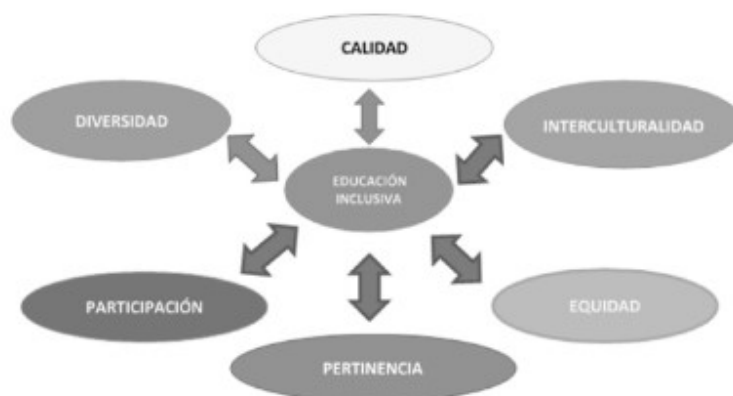 CALIDAD
DIVERSIDAD
INTERCULTURALIDAD
EDUCACIÓN
INCLUSIVA
PARTICIPACIÓN
EQUIDAD
PERTINENCIA